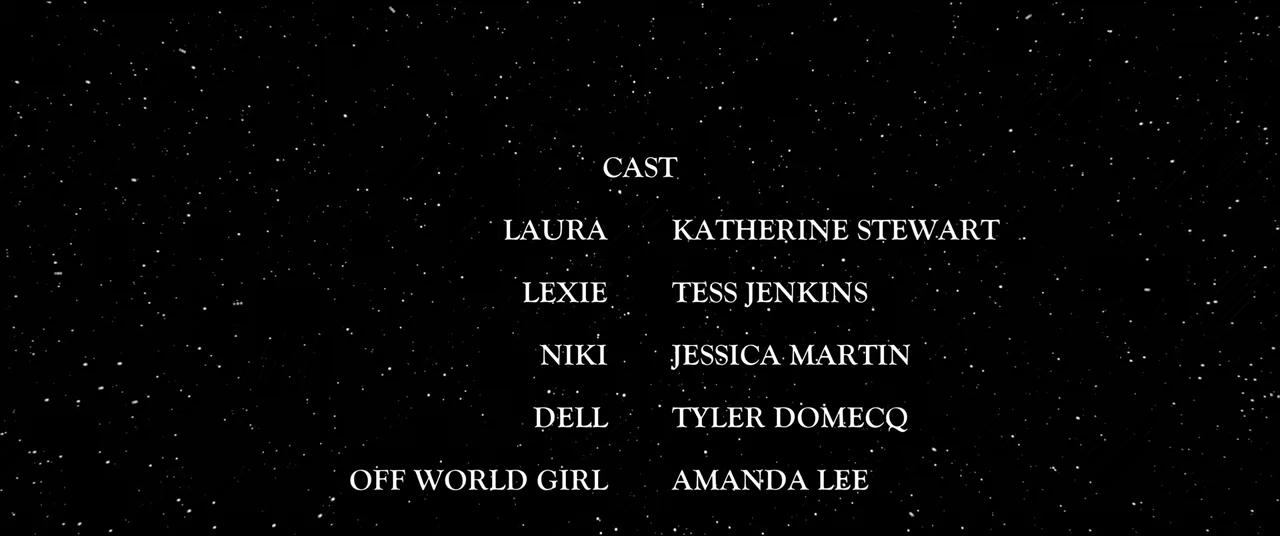 CAST
LAURA KATHERINE STEWART
LEXIE TESS JENKINS
NIKI JESSICA MARTIN
DELL TYLER DOMECQ
OFF WORLD GIRL AMANDA LEE